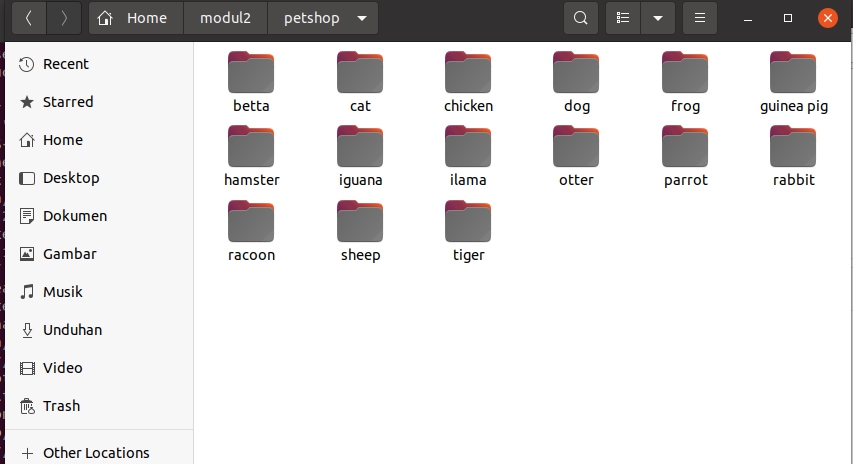 Home modul2 petshop
Recent
Starred
Home
Desktop
Dokumen
Gambar
Musik
Unduhan
Video
Trash
Other Locations
betta cat chicken dog frog guinea pig
hamster iguana ilama otter parrot rabbit
racoon sheep tiger